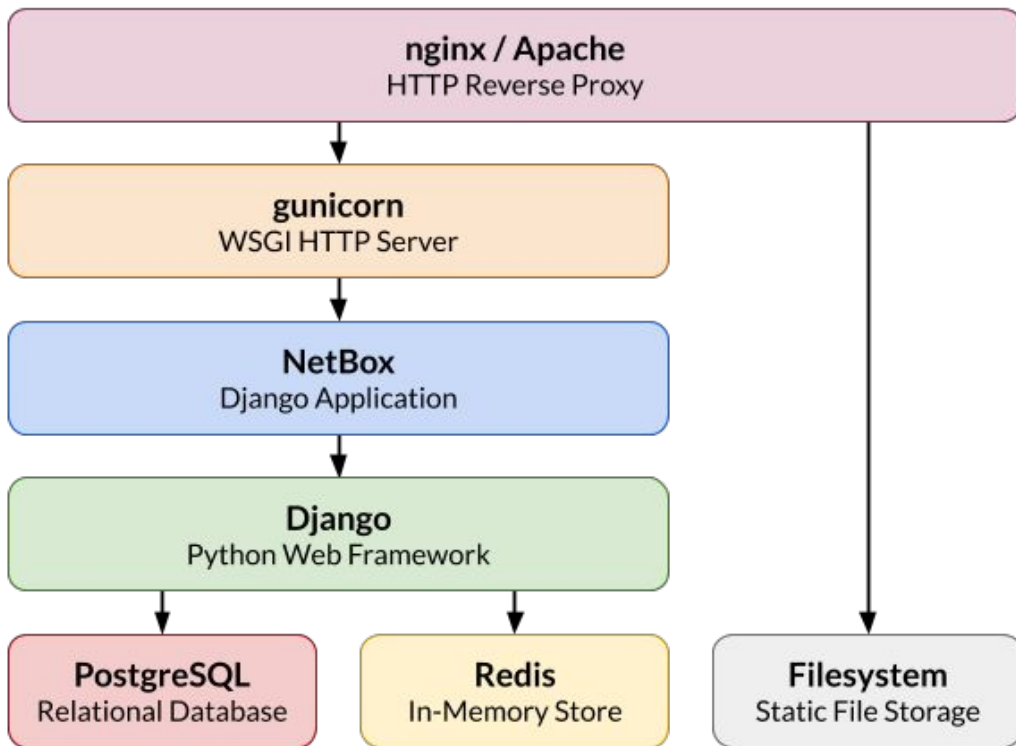 nginx / Apache
HTTP Reverse Proxy
gunicorn
WSGI HTTP Server
NetBox
Django Application
Django
Python Web Framework
PostgreSQL
Relational Database
Redis
In-Memory Store
Filesystem
Static File Storage